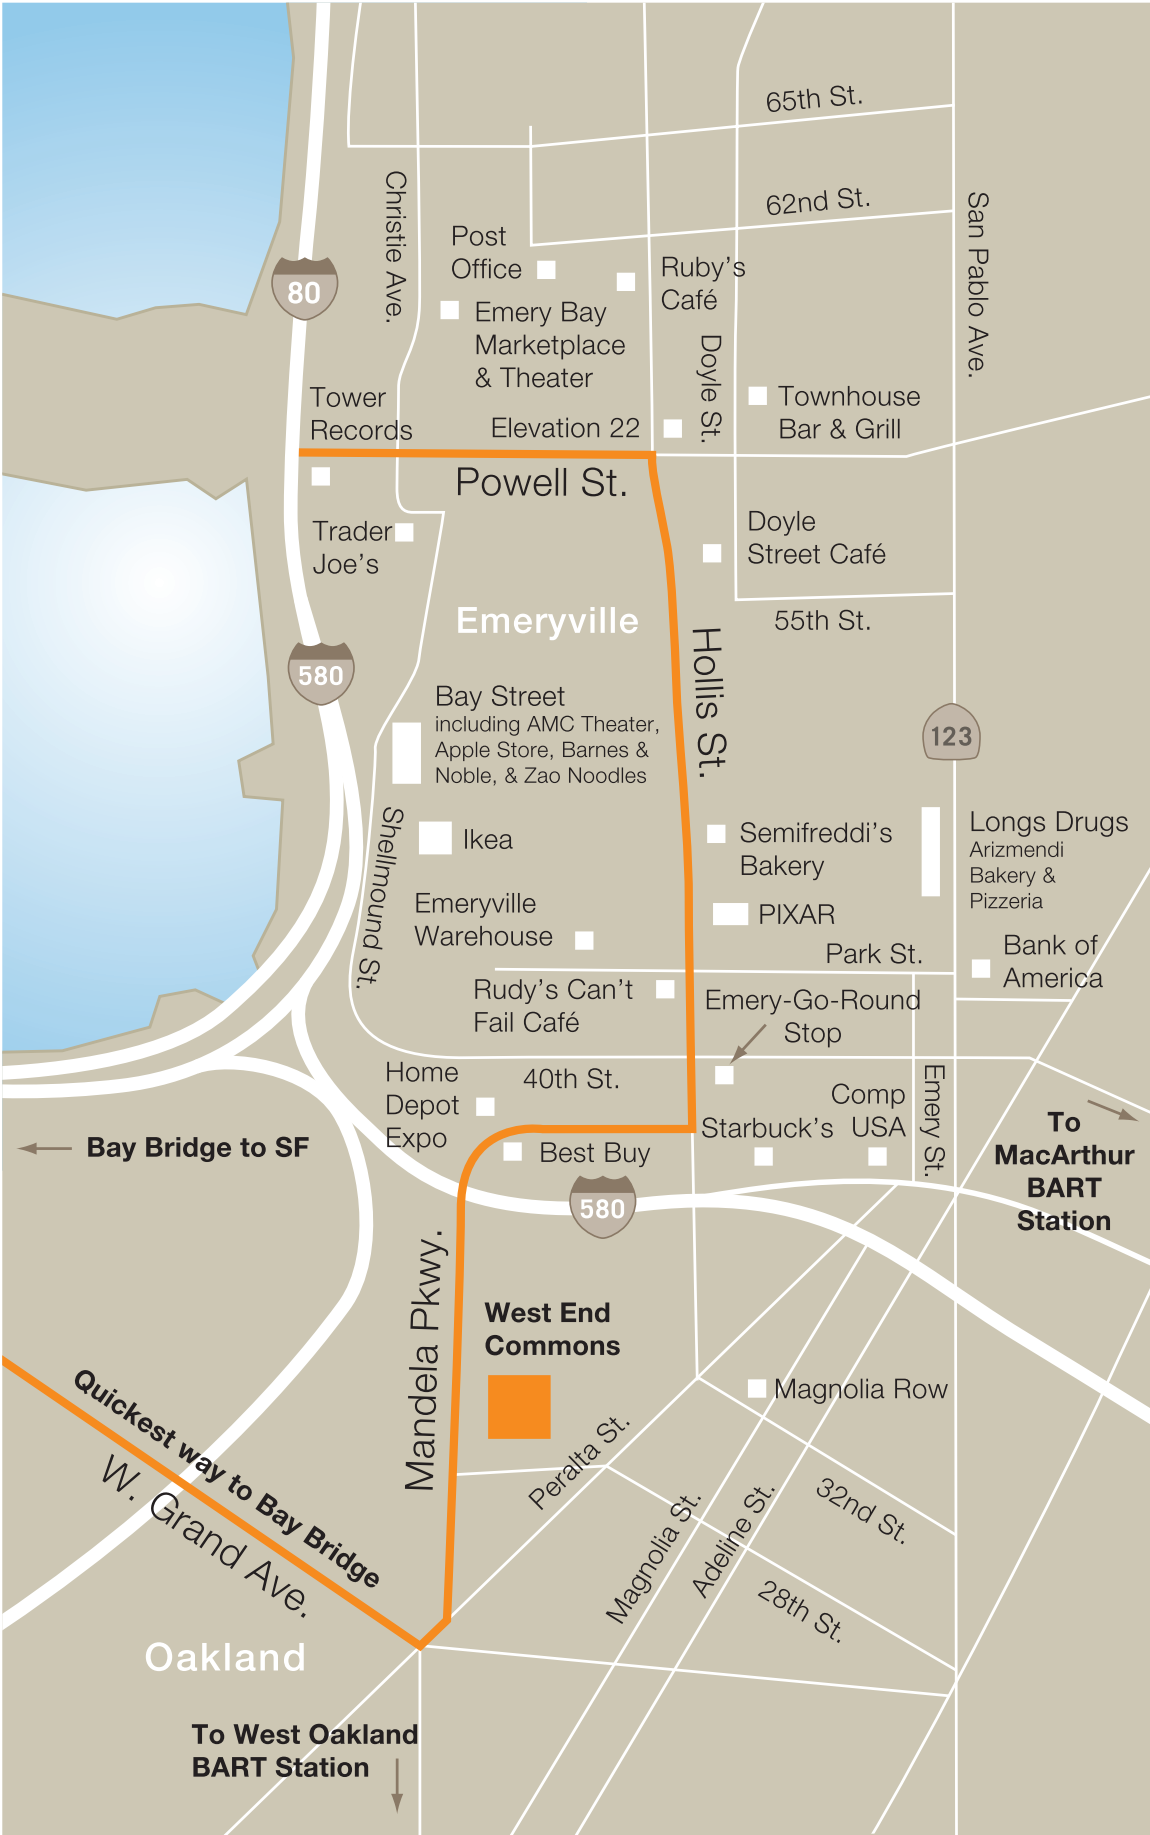 65th St.
Christie Ave.
62nd St.
San Pablo Ave.
Post
Office
Ruby's
Café
80
Emery Bay
Marketplace
& Theater
Doyle St.
Tower
Records
Townhouse
Bar & Grill
Elevation 22
Powell St.
Trader
Joe's
Doyle
Street Café
Emeryville
55th St.
Hollis St.
580
Bay Street
including AMC Theater,
Apple Store, Barnes &
Noble, & Zao Noodles
123
Shellmound St.
Ikea
Semifreddi's
Bakery
Longs Drugs
Arizmendi
Bakery &
Pizzeria
Emeryville
Warehouse
PIXAR
Park St.
Bank of
America
Rudy's Can't
Fail Café
Emery-Go-Round
Stop
Home
Depot
Expo
40th St.
Comp
USA
Emery St.
Starbuck's
To
MacArthur
BART
Station
Bay Bridge to SF
Best Buy
580
Mandela Pkwy.
West End
Commons
Magnolia Row
Quickest way to Bay Bridge
W. Grand Ave.
Peralta St.
32nd St.
Magnolia St.
Adeline St.
28th St.
Oakland
To West Oakland
BART Station